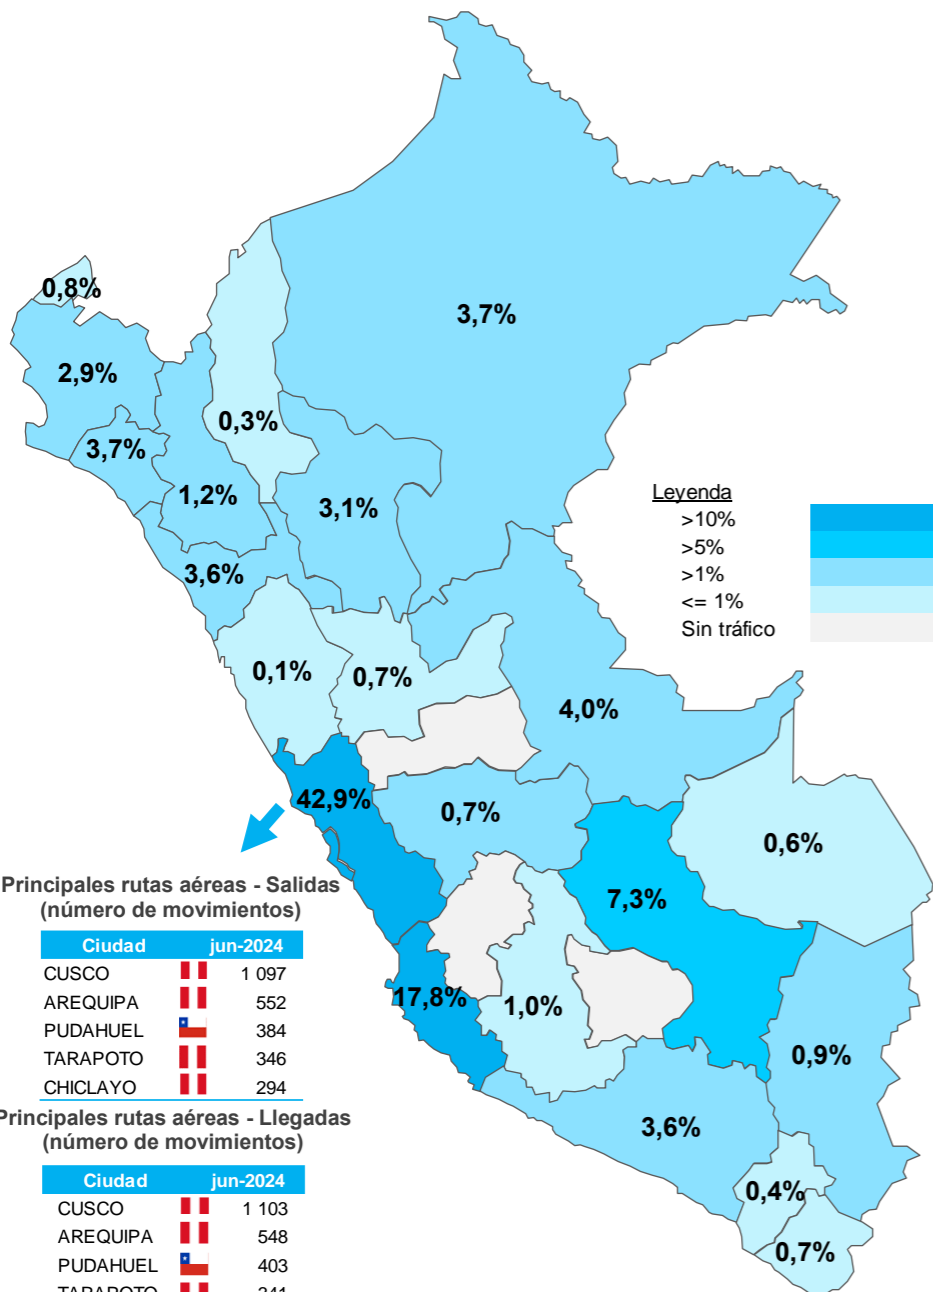 0,8%
3,7%
2,9%
0,3%
3,7%
1,2%
3,1%
Leyenda
>10%
>5%
>1%
<= 1%
Sin tráfico
3,6%
0,1%
0,7%
4,0%
42,9%
0,7%
0,6%
7,3%
17,8%
1,0%
0,9%
3,6%
0,4%
0,7%
Principales rutas aéreas - Salidas
(número de movimientos)
Ciudad jun-2024
CUSCO 1 097
AREQUIPA 552
PUDAHUEL 384
TARAPOTO 346
CHICLAYO 294
Principales rutas aéreas - Llegadas
(número de movimientos)
Ciudad jun-2024
CUSCO 1 103
AREQUIPA 548
PUDAHUEL 403
TARAPOTO 341